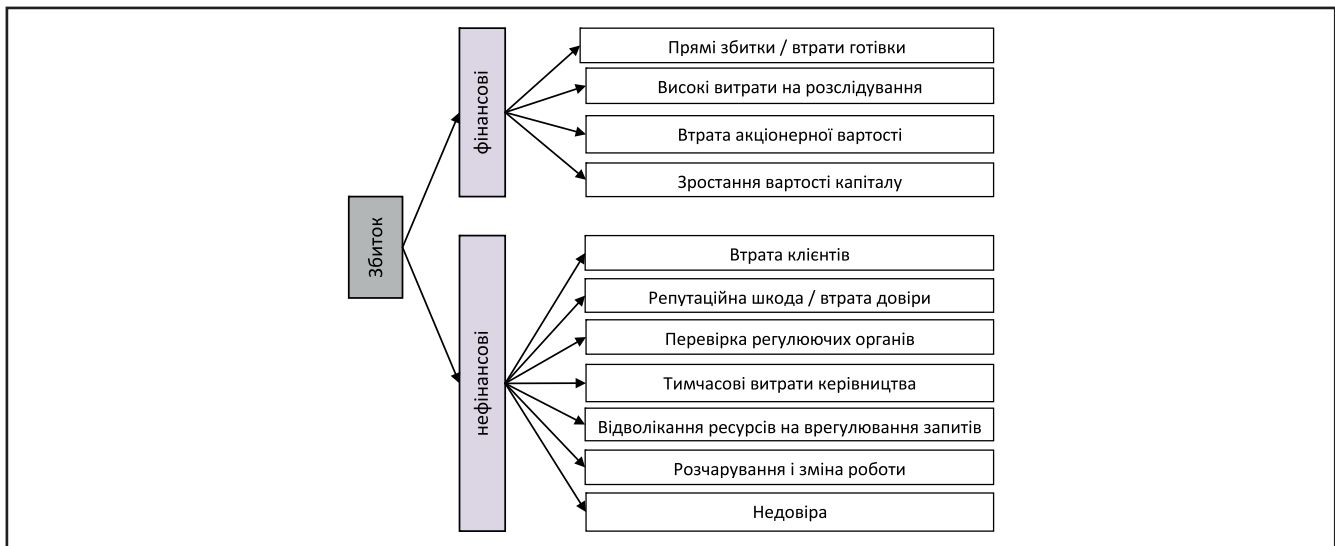 Збиток
фінансові
Прямі збитки / втрати готівки
Високі витрати на розслідування
Втрата акціонерної вартості
Зростання вартості капіталу
нефінансові
Втрата клієнтів
Репутаційна шкода / втрата довіри
Перевірка регулюючих органів
Тимчасові витрати керівництва
Відволікання ресурсів на врегулювання запитів
Розчарування і зміна роботи
Недовіра